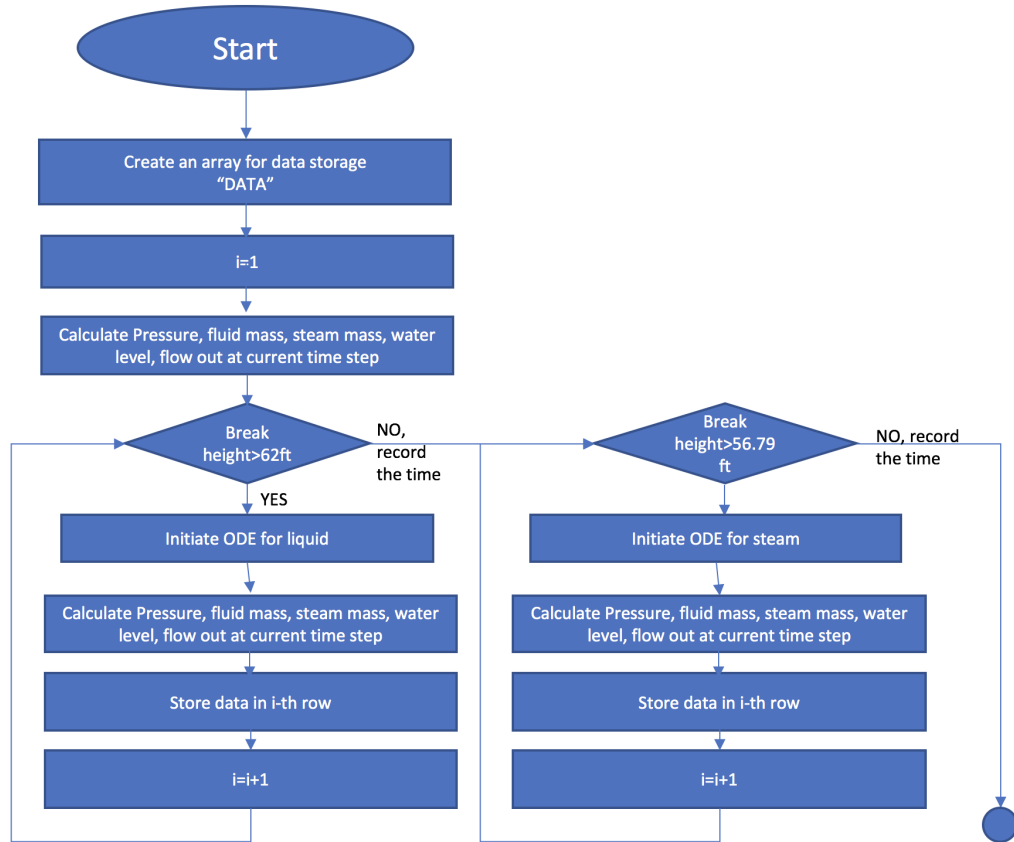 Start
Create an array for data storage
“DATA”
i=1
Calculate Pressure, fluid mass, steam mass, water
level, flow out at current time step
Break
height>62ft
NO,
record
the time
YES
Initiate ODE for liquid
Calculate Pressure, fluid mass, steam mass, water
level, flow out at current time step
Store data in i-th row
i=i+1
Break
height>56.79
ft
NO, record
the time
Initiate ODE for steam
Calculate Pressure, fluid mass, steam mass, water
level, flow out at current time step
Store data in i-th row
i=i+1